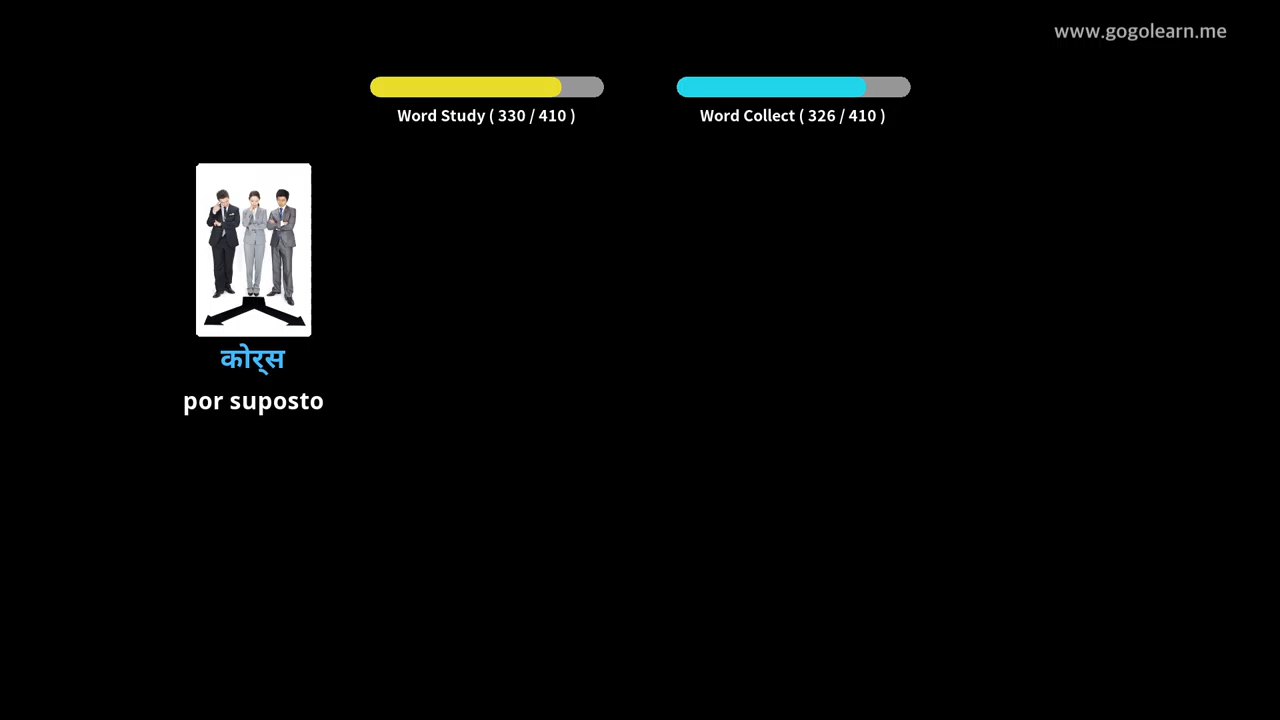 www.gogolearn.me
Word Study ( 330 / 410 )
Word Collect ( 326 / 410 )
कोर्स
por suposto